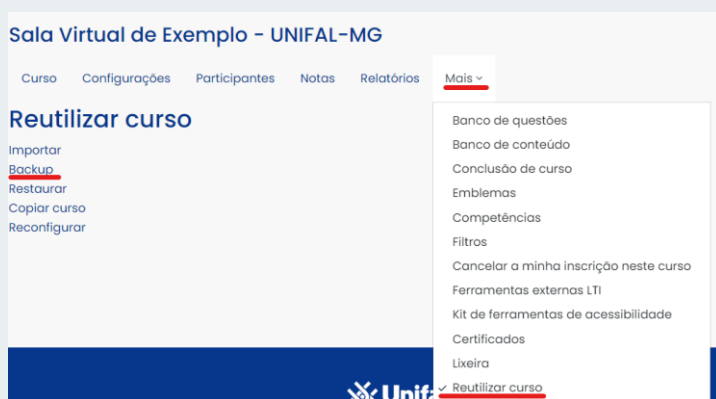 Sala Virtual de Exemplo - UNIFAL-MG
Curso Configurações Participantes Notas Relatórios Mais
Reutilizar curso
Importar
Backup
Restaurar
Copiar curso
Reconfigurar
Banco de questões
Banco de conteúdo
Conclusão de curso
Emblemas
Competências
Filtros
Cancelar a minha inscrição neste curso
Ferramentas externas LTI
Kit de ferramentas de acessibilidade
Certificados
Lixeira
Reutilizar curso